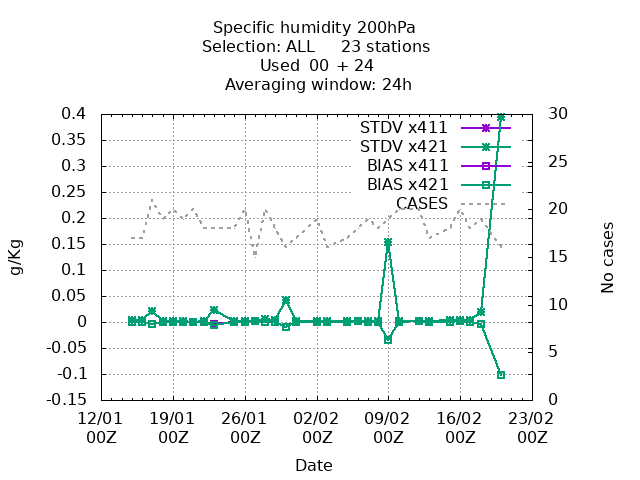 Specific humidity 200hPa
Selection: ALL 23 stations
Used 00 + 24
Averaging window: 24h
0.4
0.35
0.3
0.25
0.2
0.15
0.1
0.05
0
-0.05
-0.1
-0.15
g/Kg
30
25
20
15
10
5
0
No cases
STDV x411
STDV x421
BIAS x411
BIAS x421
CASES
12/01 19/01 26/01 02/02 09/02 16/02 23/02
00Z 00Z 00Z 00Z 00Z 00Z 00Z
Date